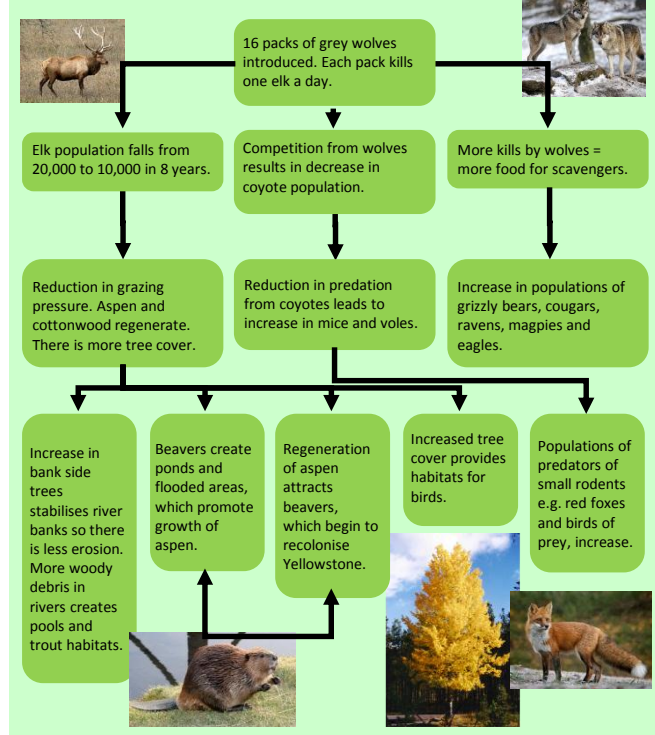 16 packs of grey wolves
introduced. Each pack kills
one elk a day.
Elk population falls from
20,000 to 10,000 in 8 years.
Competition from wolves
results in decrease in
coyote population.
More kills by wolves =
more food for scavengers.
Reduction in grazing
pressure. Aspen and
cottonwood regenerate.
There is more tree cover.
Reduction in predation
from coyotes leads to
increase in mice and voles.
Increase in populations of
grizzly bears, cougars,
ravens, magpies and
eagles.
Increase in
bank side
trees
stabilises river
banks so there
is less erosion.
More woody
debris in
rivers creates
pools and
trout habitats.
Beavers create
ponds and
flooded areas,
which promote
growth of
aspen.
Regeneration
of aspen
attracts
beavers,
which begin to
recolonise
Yellowstone.
Increased tree
cover provides
habitats for
birds.
Populations of
predators of
small rodents
e.g. red foxes
and birds of
prey, increase.